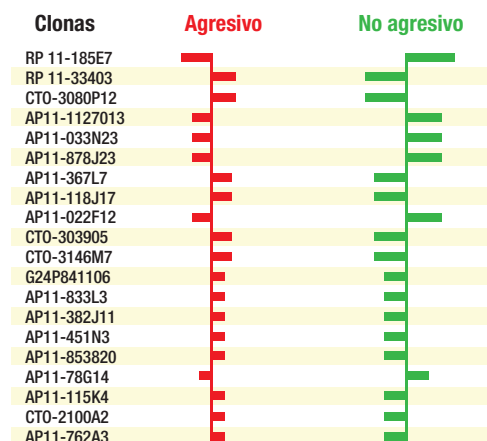 Clonas Agresivo No agresivo
RP 11-185E7
RP 11-33403
CTO-3080P12
AP11-1127013
AP11-033N23
AP11-878J23
AP11-367L7
AP11-118J17
AP11-022F12
CTO-303905
CTO-3146M7
G24P841106
AP11-833L3
AP11-382J11
AP11-451N3
AP11-853820
AP11-78G14
AP11-115K4
CTO-2100A2
AP11-762A3